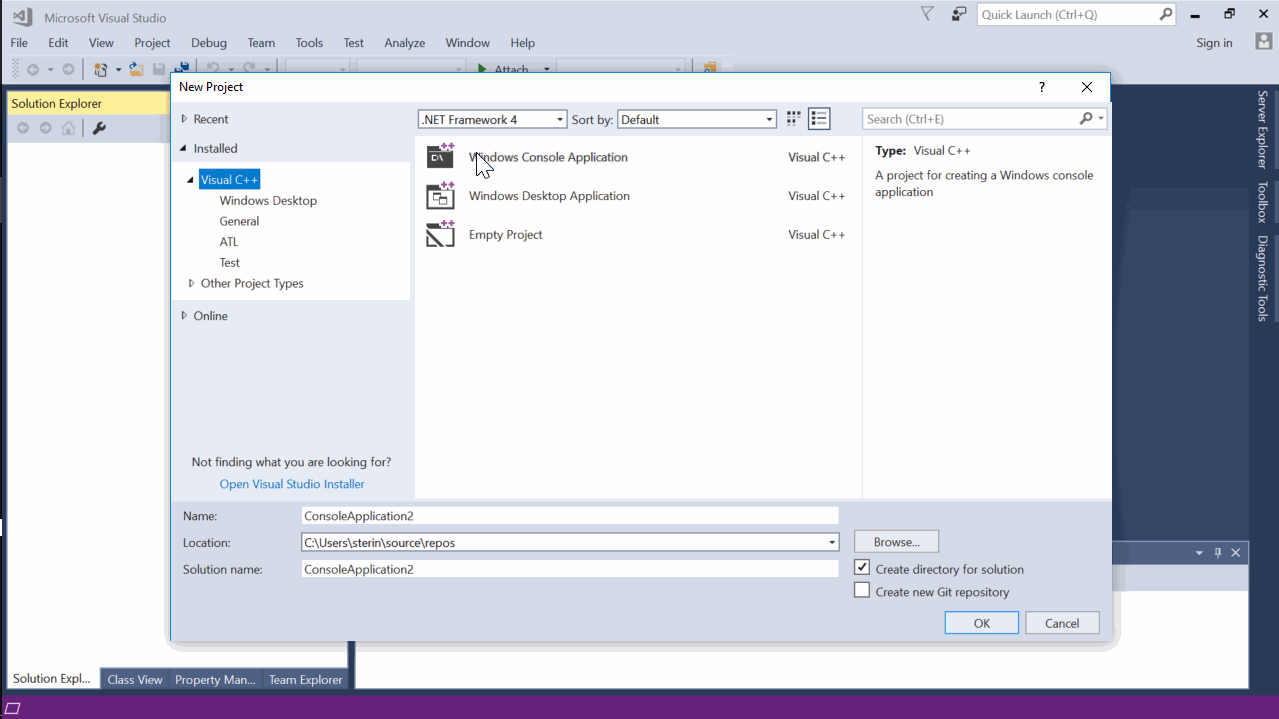 Microsoft Visual Studio
Quick Launch (Ctrl+Q)
File Edit View Project Debug Team Tools Test Analyze Window Help
Sign in
Attach
New Project
?
Solution Explorer
Recent
.NET Framework 4
Sort by: Default
Search (Ctrl+E)
Installed
Visual C++
Windows Desktop
General
ATL
Test
Other Project Types
Online
Windows Console Application Visual C++
Windows Desktop Application Visual C++
Empty Project Visual C++
Type: Visual C++
A project for creating a Windows console
application
Server Explorer
Toolbox
Diagnostic Tools
Not finding what you are looking for?
Open Visual Studio Installer
Name: ConsoleApplication2
Location: C:\Users\sterin\source\repos
Browse...
Solution name: ConsoleApplication2
Create directory for solution
Create new Git repository
OK Cancel
Solution Expl... Class View Property Man... Team Explorer